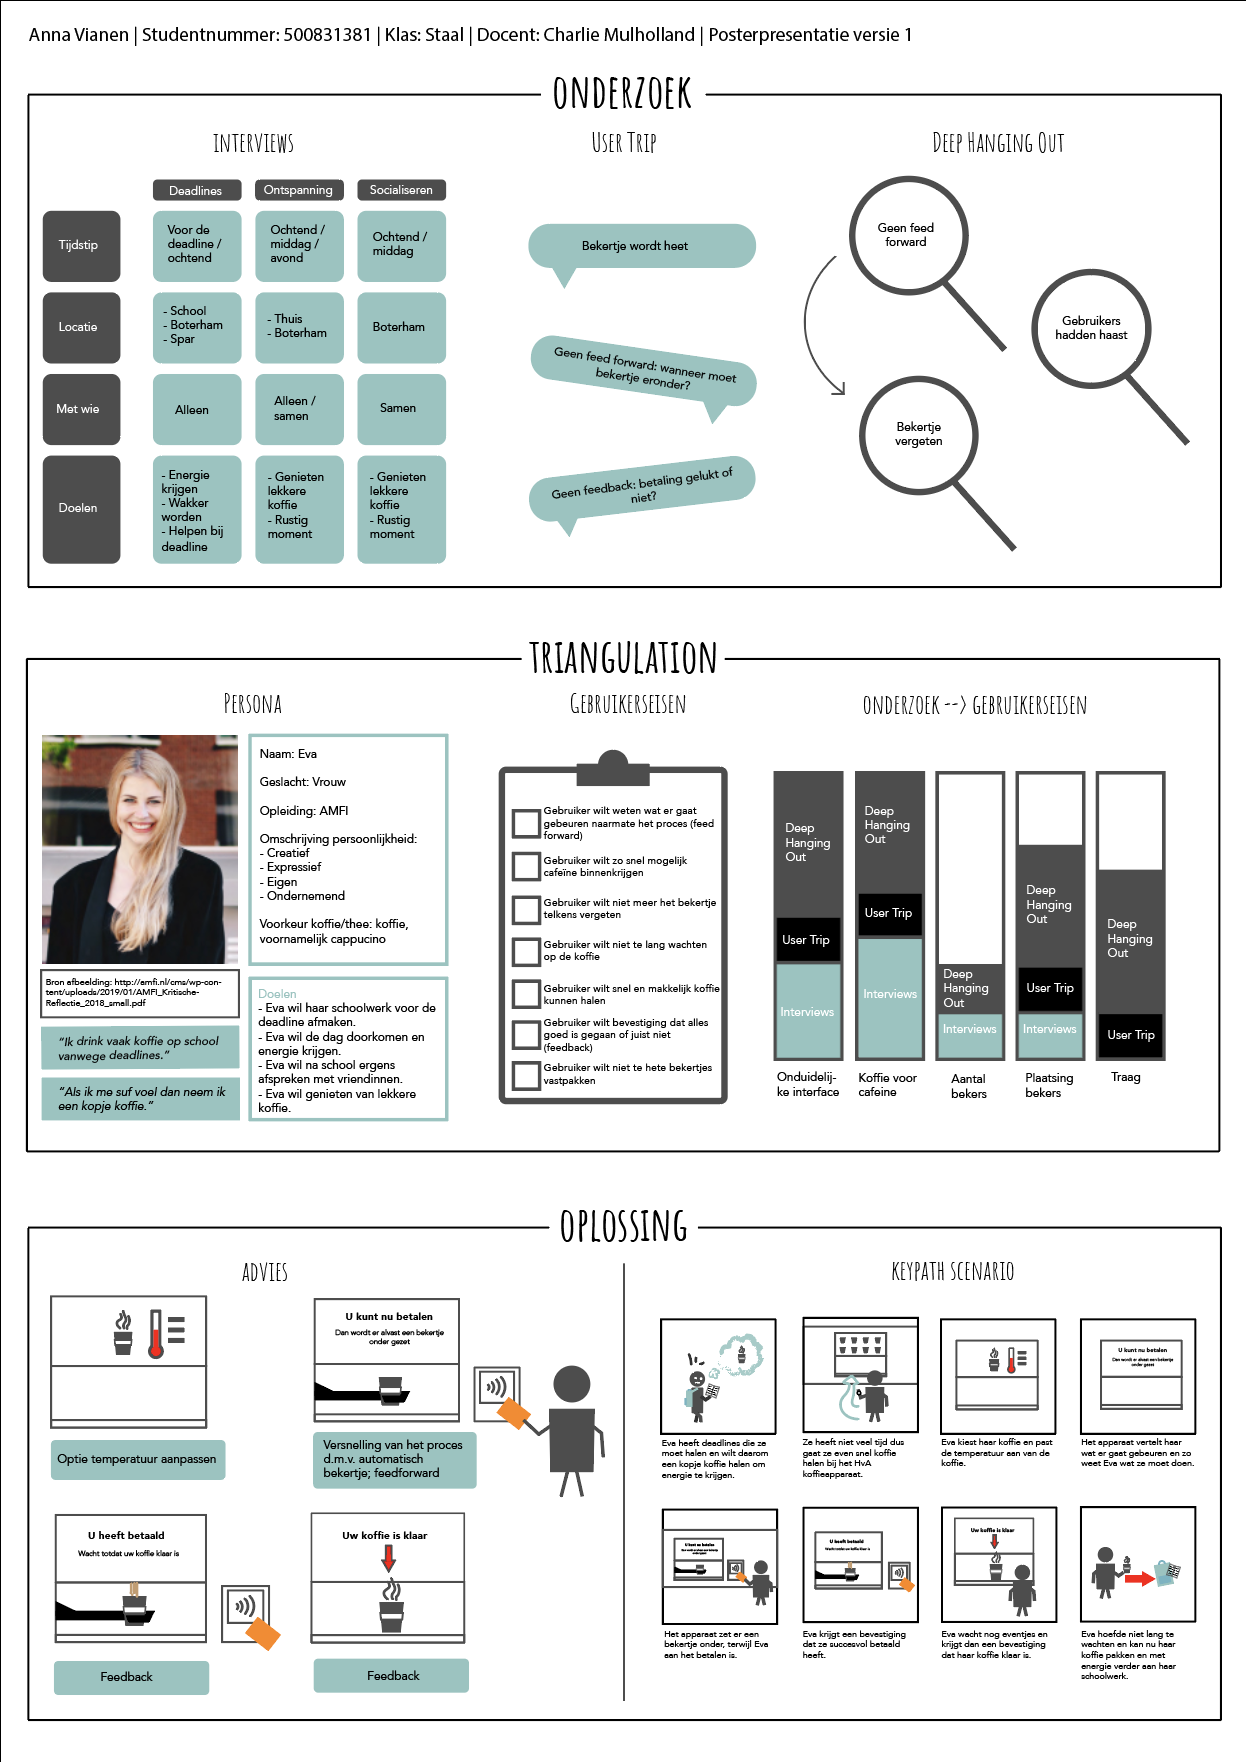 Anna Vianen | Studentnummer: 500831381 | Klas: Staal | Docent: Charlie Mulholland | Posterpresentatie versie 1
ONDERZOEK
INTERVIEWS
Deadlines
Ontspanning
Socialiseren
Tijdstip
Voor de
deadline /
ochtend
Ochtend /
middag /
avond
Ochtend /
middag
Locatie
- School
- Boterham
- Spar
- Thuis
- Boterham
Boterham
Met wie
Alleen
Alleen /
samen
Samen
Doelen
- Energie
krijgen
- Wakker
worden
- Helpen bij
deadline
- Genieten
lekkere
koffie
- Rustig
moment
- Genieten
lekkere
koffie
- Rustig
moment
USER TRIP
Bekertje wordt heet
Geen feed forward: wanneer moet
bekertje eronder?
Geen feedback: betaling gelukt of
niet?
DEEP HANGING OUT
Geen feed
forward
Gebruikers
hadden haast
Bekertje
vergeten
TRIANGULATION
PERSONA
Naam: Eva
Geslacht: Vrouw
Opleiding: AMFI
Omschrijving persoonlijkheid:
- Creatief
- Expressief
- Eigen
- Ondernemend
Voorkeur koffie/thee: koffie,
voornamelijk cappucino
Bron afbeelding: http://amfi.nl/cms/wp-con-
tent/uploads/2019/01/AMFI_Kritische-
Reflectie_2018_small.pdf
“Ik drink vaak koffie op school
vanwege deadlines.”
“Als ik me suf voel dan neem ik
een kopje koffie.”
Doelen
- Eva wil haar schoolwerk voor de
deadline afmaken.
- Eva wil de dag doorkomen en
energie krijgen.
- Eva wil na school ergens
afspreken met vriendinnen.
- Eva wil genieten van lekkere
koffie.
GEBRUIKERSEISEN
Gebruiker wilt weten wat er gaat
gebeuren naarmate het proces (feed
forward)
Gebruiker wilt zo snel mogelijk
cafeïne binnenkrijgen
Gebruiker wilt niet meer het bekertje
telkens vergeten
Gebruiker wilt niet te lang wachten
op de koffie
Gebruiker wilt snel en makkelijk koffie
kunnen halen
Gebruiker wilt bevestiging dat alles
goed is gegaan of juist niet
(feedback)
Gebruiker wilt niet te hete bekertjes
vastpakken
ONDERZOEK --> GEBRUIKERSEISEN
Deep
Hanging
Out
User Trip
Interviews
Onduidelij-
ke interface
Deep
Hanging
Out
User Trip
Interviews
Koffie voor
cafeine
Deep
Hanging
Out
Interviews
Aantal
bekers
Deep
Hanging
Out
User Trip
Interviews
Plaatsing
bekers
Deep
Hanging
Out
User Trip
Traag
OPLOSSING
ADVIES
Optie temperatuur aanpassen
U kunt nu betalen
Dan wordt er alvast een bekertje
onder gezet
Versnelling van het proces
d.m.v. automatisch
bekertje; feedforward
U heeft betaald
Wacht totdat uw koffie klaar is
Feedback
Uw koffie is klaar
Feedback
KEYPATH SCENARIO
Eva heeft deadlines die ze
moet halen en wilt daarom
een kopje koffie halen om
energie te krijgen.
Ze heeft niet veel tijd dus
gaat ze even snel koffie
halen bij het HvA
koffieapparaat.
Eva kiest haar koffie en past
de temperatuur aan van de
koffie.
U kunt nu betalen
Dan wordt er alvast een bekertje
onder gezet
Het apparaat vertelt haar
wat er gaat gebeuren en zo
weet Eva wat ze moet doen.
U kunt nu betalen
Dan wordt er alvast een bekertje
onder gezet
Het apparaat zet er een
bekertje onder, terwijl Eva
aan het betalen is.
U heeft betaald
Wacht totdat uw koffie klaar is
Eva krijgt een bevestiging
dat ze succesvol betaald
heeft.
Uw koffie is klaar
Eva wacht nog eventjes en
krijgt dan een bevestiging
dat haar koffie klaar is.
Eva hoefde niet lang te
wachten en kan nu haar
koffie pakken en met
energie verder aan haar
schoolwerk.